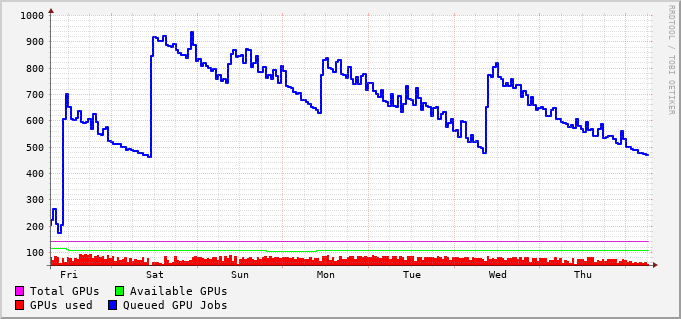 1000
900
800
700
600
500
400
300
200
100
Fri Sat Sun Mon Tue Wed Thu
Total GPUs Available GPUs
GPUs used Queued GPU Jobs
RRDTOOL / TOBI OETIKER